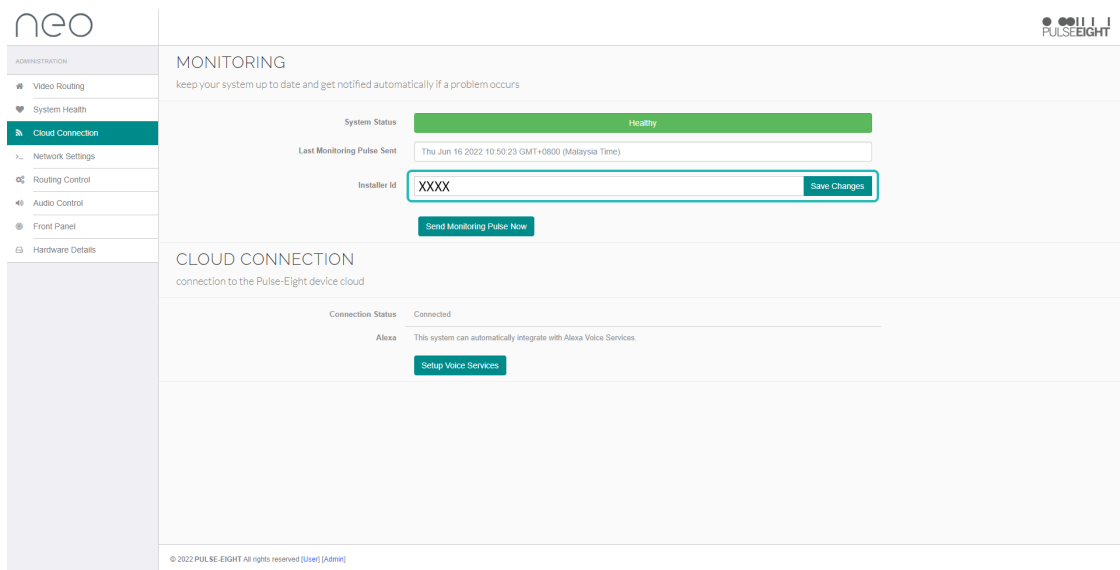 neo
PULSEEIGHT
ADMINISTRATION
Video Routing
System Health
Cloud Connection
Network Settings
Routing Control
Audio Control
Front Panel
Hardware Details
MONITORING
keep your system up to date and get notified automatically if a problem occurs
System Status Healthy
Last Monitoring Pulse Sent Thu Jun 16 2022 10:50:23 GMT+0800 (Malaysia Time)
Installer Id XXXX Save Changes
Send Monitoring Pulse Now
CLOUD CONNECTION
connection to the Pulse-Eight device cloud
Connection Status Connected
Alexa This system can automatically integrate with Alexa Voice Services.
Setup Voice Services
© 2022 PULSE-EIGHT All rights reserved [User] [Admin]